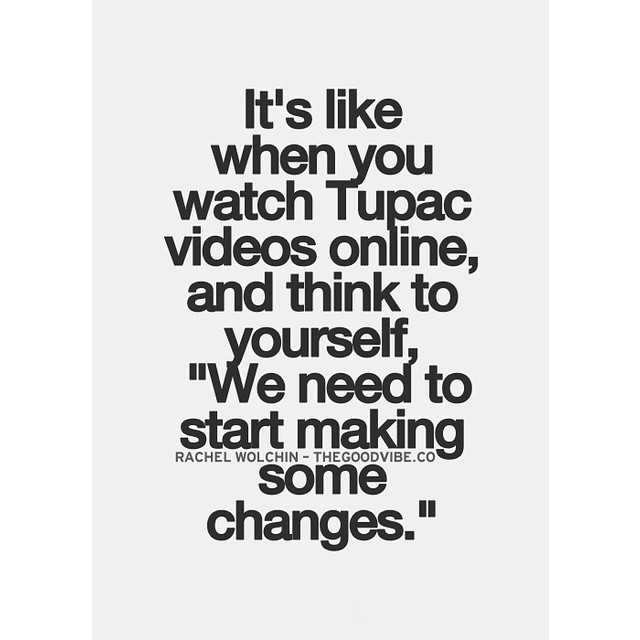 It's like
when you
watch Tupac
videos online,
and think to
yourself,
"We need to
start making
RACHEL WOLCHIN - THEGOODVIBE.CO
some
changes."